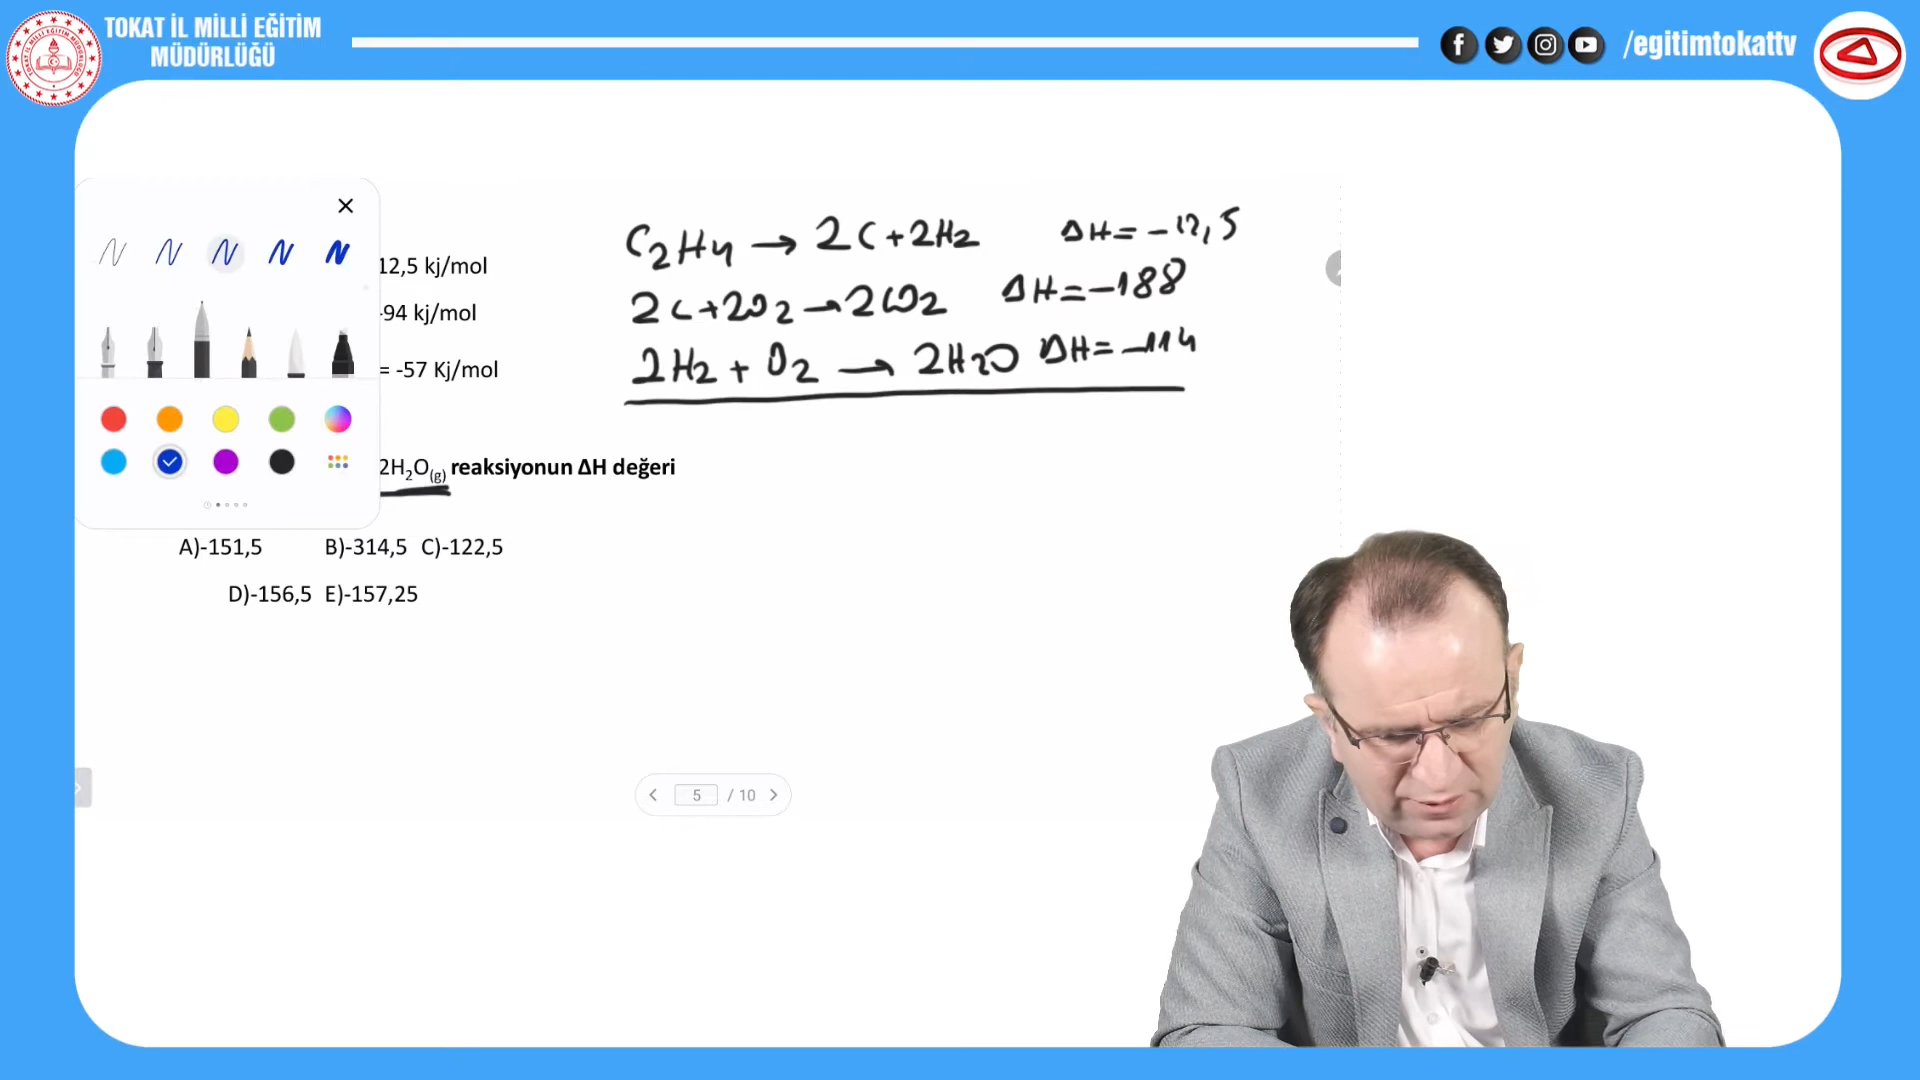 TOKAT İL MİLLİ EĞİTİM
MÜDÜRLÜĞÜ
/egitimtokattv
C2H4 → 2C+2H2 ΔH=-12,5
12,5 kj/mol
2C+2O2→2CO2 ΔH=-188
-94 kj/mol
2H2 + O2 → 2H2O ΔH=-114
= -57 Kj/mol
2H₂O(g) reaksiyonun ΔH değeri
A)-151,5 B)-314,5 C)-122,5
D)-156,5 E)-157,25
5 / 10